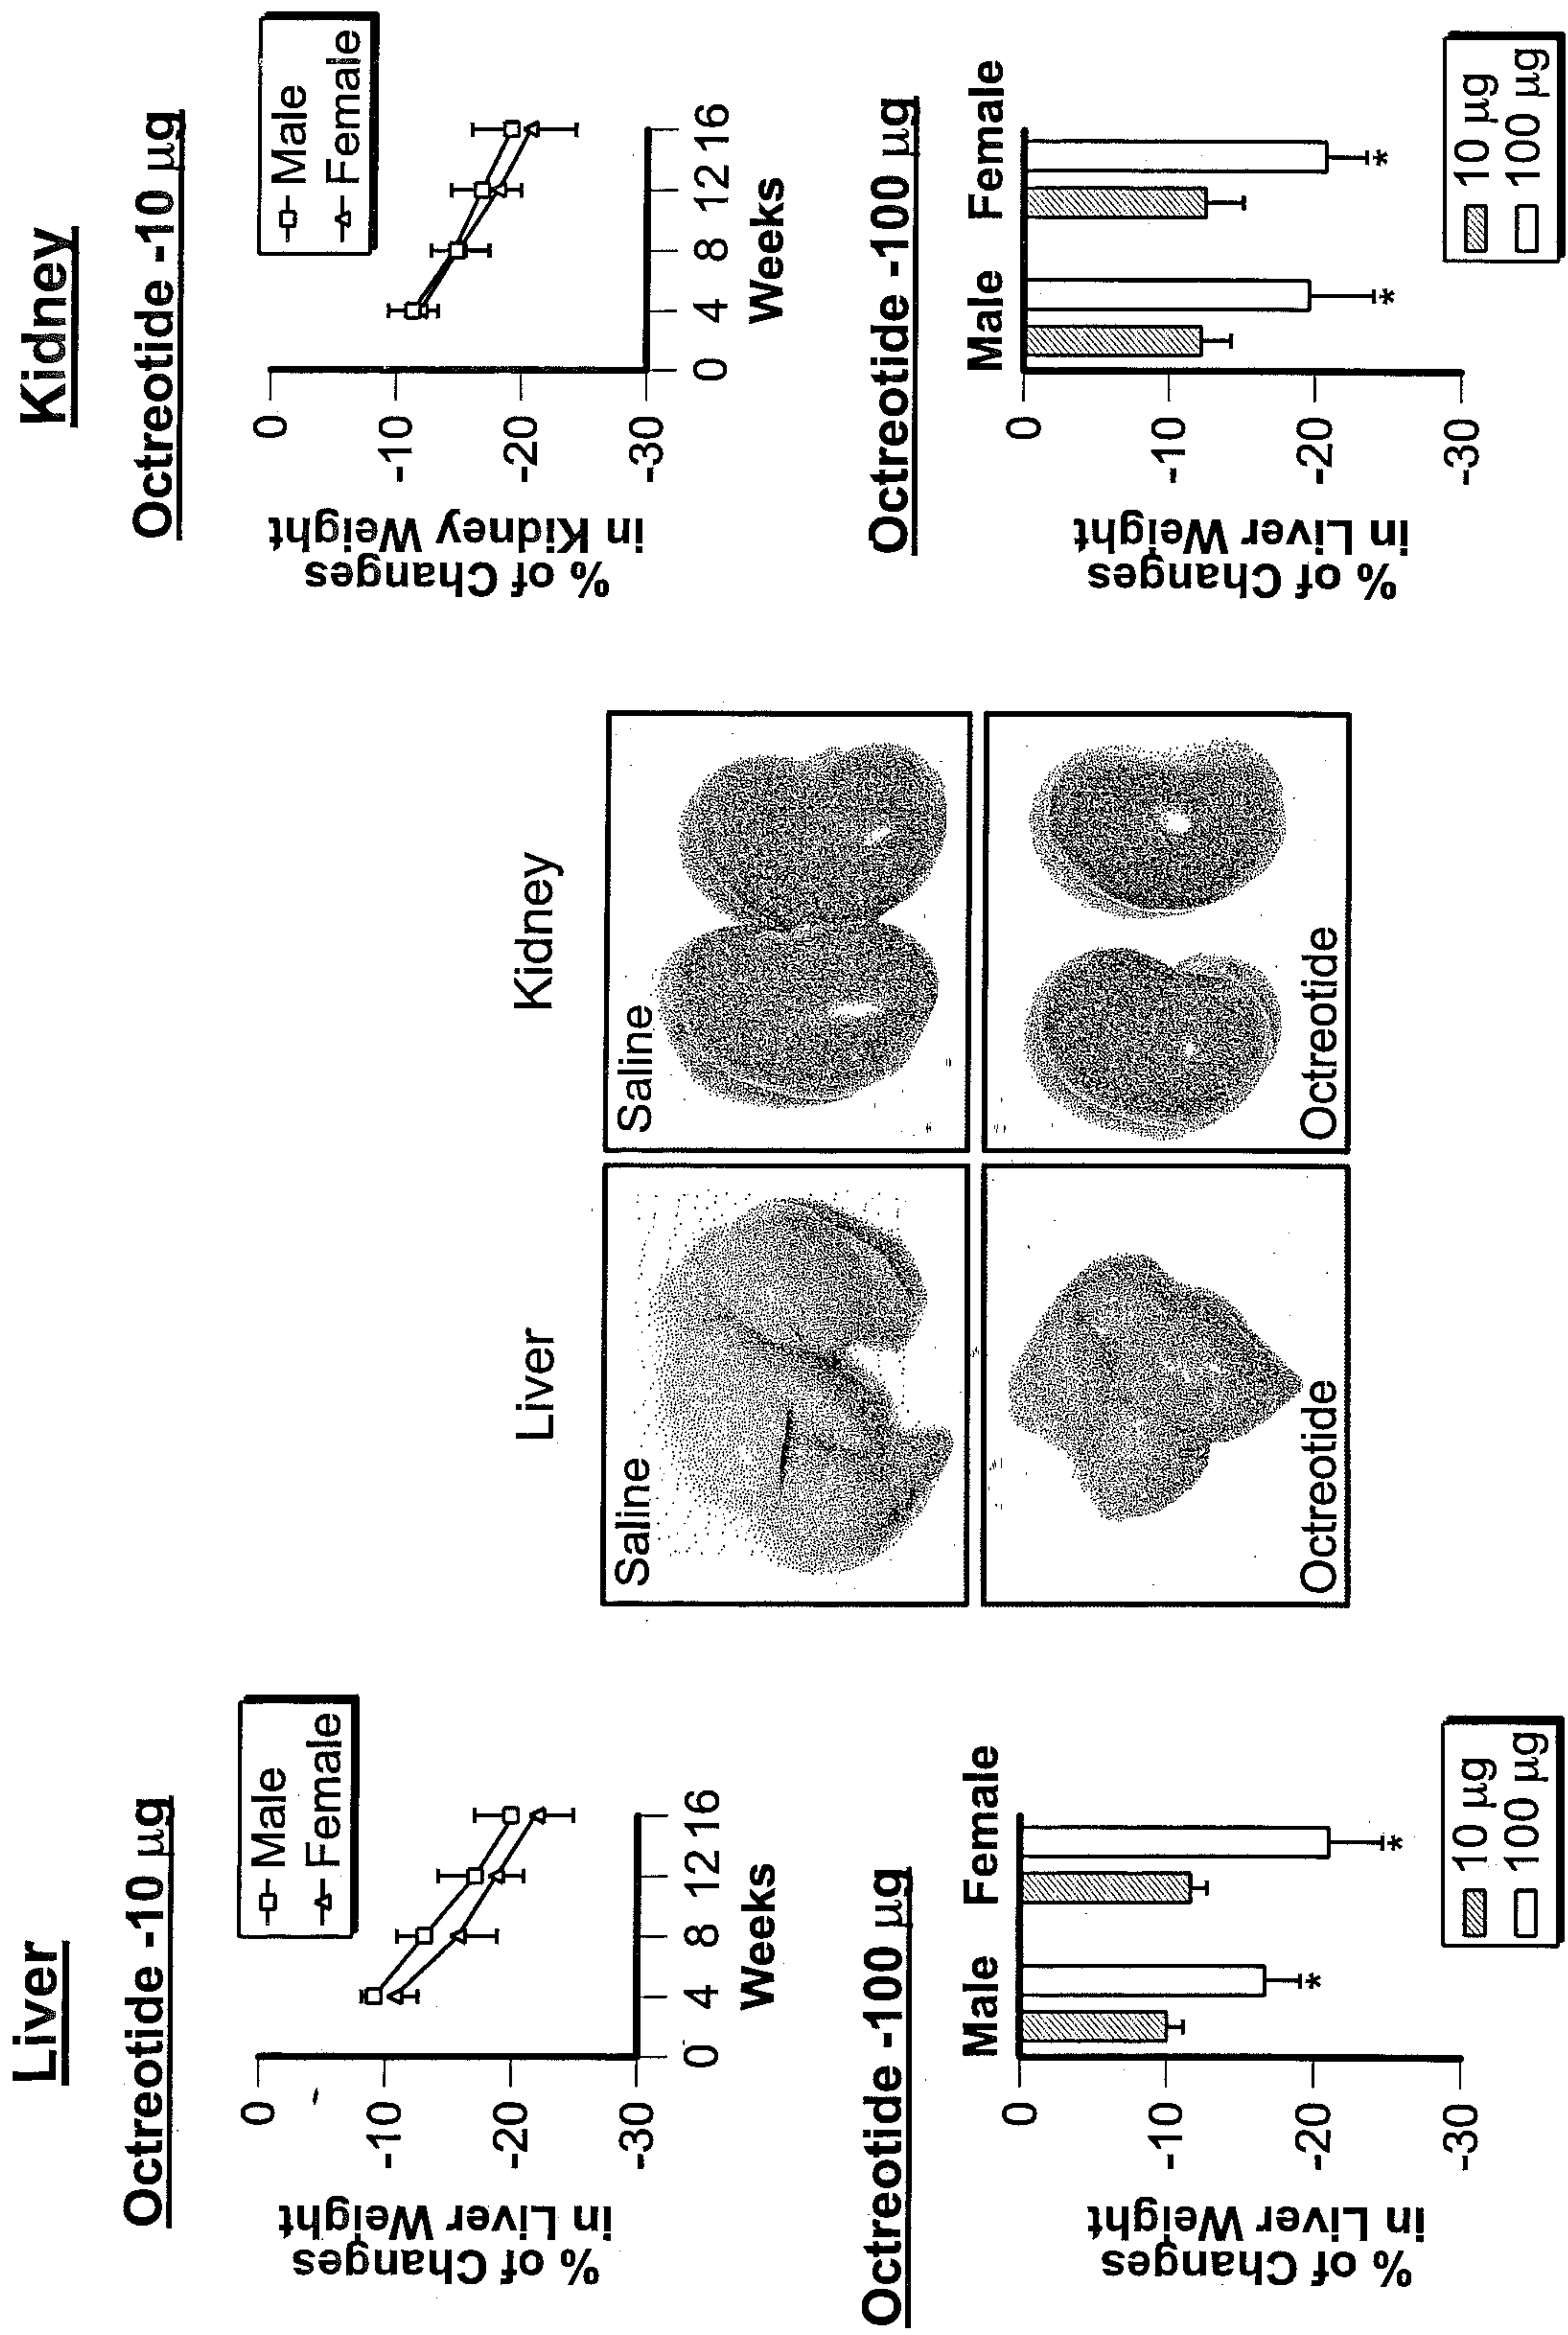 Liver
Octreotide -10 µg
Male
Female
0
-10
-20
-30
% of Changes
in Liver Weight
0 4 8 12 16
Weeks
Octreotide -100 µg
Male Female
0
-10
-20
-30
% of Changes
in Liver Weight
*
*
10 µg
100 µg
Liver
Kidney
Saline
Saline
Octreotide
Octreotide
Kidney
Octreotide -10 µg
Male
Female
0
-10
-20
-30
% of Changes
in Kidney Weight
0 4 8 12 16
Weeks
Octreotide -100 µg
Male Female
0
-10
-20
-30
% of Changes
in Liver Weight
*
*
10 µg
100 µg